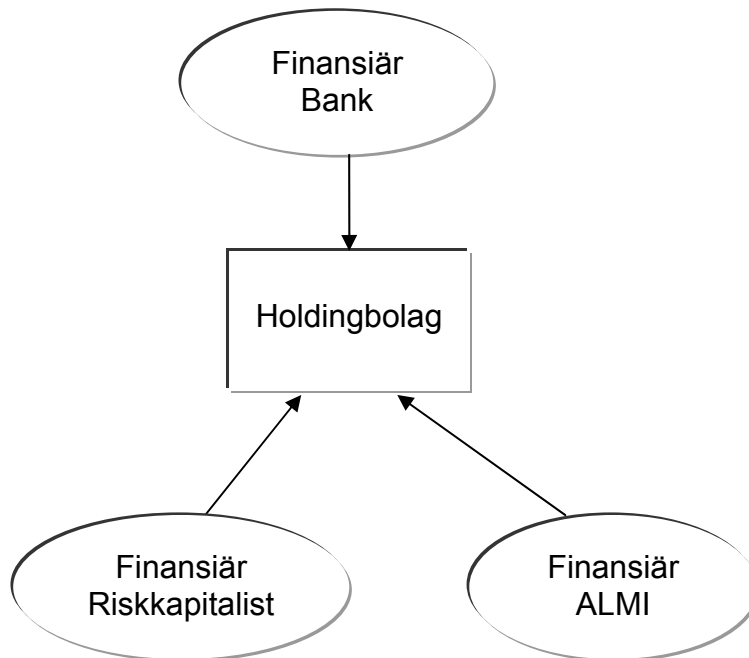 Finansiär
Bank
Holdingbolag
Finansiär
Riskkapitalist
Finansiär
ALMI